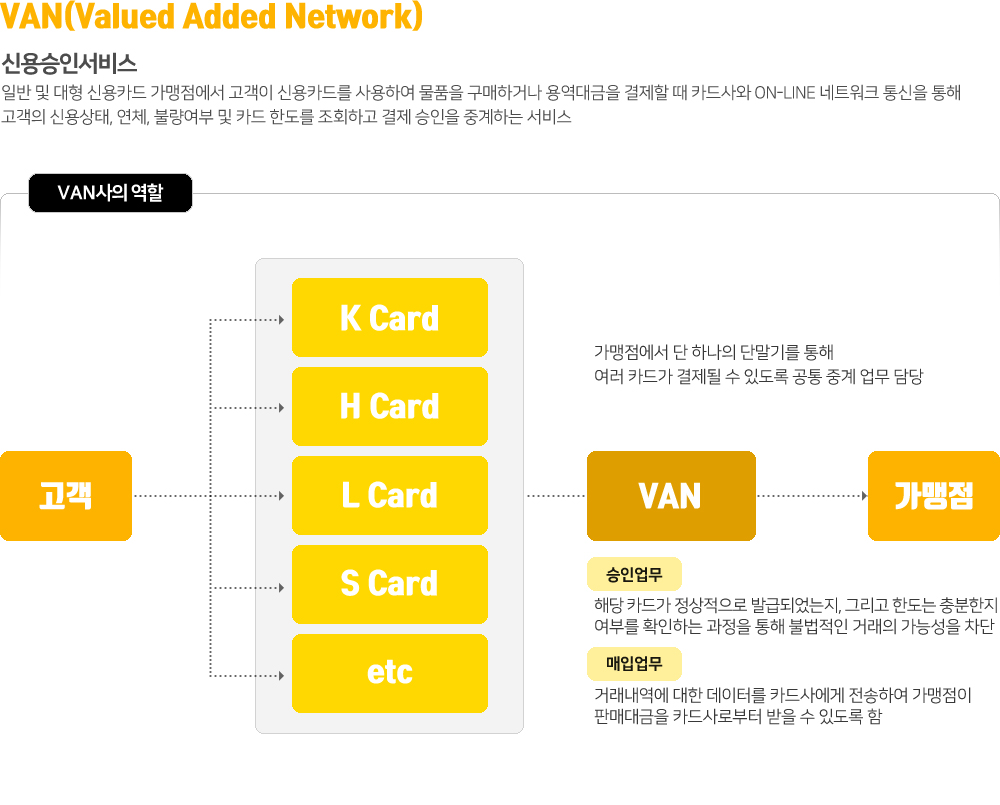 VAN(Valued Added Network)
신용승인서비스
일반 및 대형 신용카드 가맹점에서 고객이 신용카드를 사용하여 물품을 구매하거나 용역대금을 결제할 때 카드사와 ON-LINE 네트워크 통신을 통해
고객의 신용상태, 연체, 불량여부 및 카드 한도를 조회하고 결제 승인을 중계하는 서비스
VAN사의 역할
고객
K Card
H Card
L Card
S Card
etc
가맹점에서 단 하나의 단말기를 통해
여러 카드가 결제될 수 있도록 공통 중계 업무 담당
VAN
가맹점
승인업무
해당 카드가 정상적으로 발급되었는지, 그리고 한도는 충분한지
여부를 확인하는 과정을 통해 불법적인 거래의 가능성을 차단
매입업무
거래내역에 대한 데이터를 카드사에게 전송하여 가맹점이
판매대금을 카드사로부터 받을 수 있도록 함